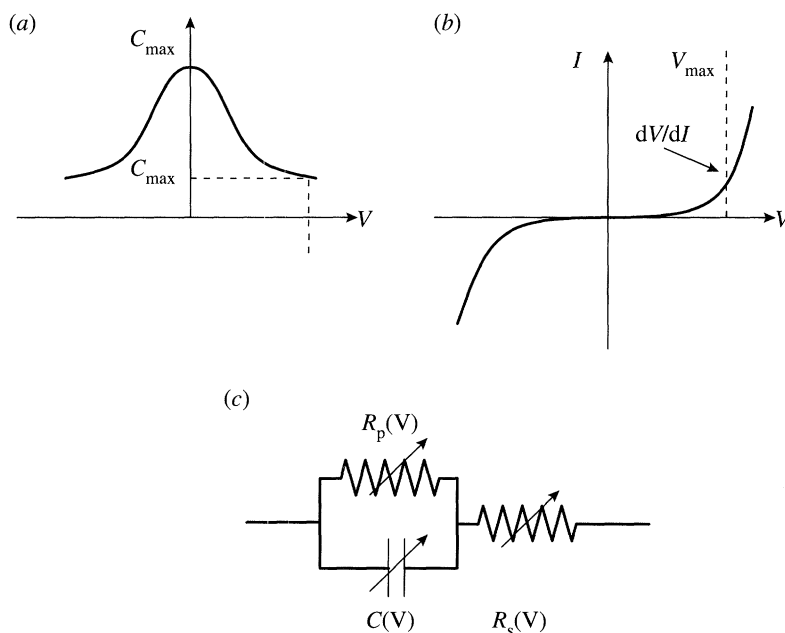 (a)
C_max
C_max
V
(b)
I
V_max
dV/dI
V
(c)
R_p(V)
C(V)
R_s(V)